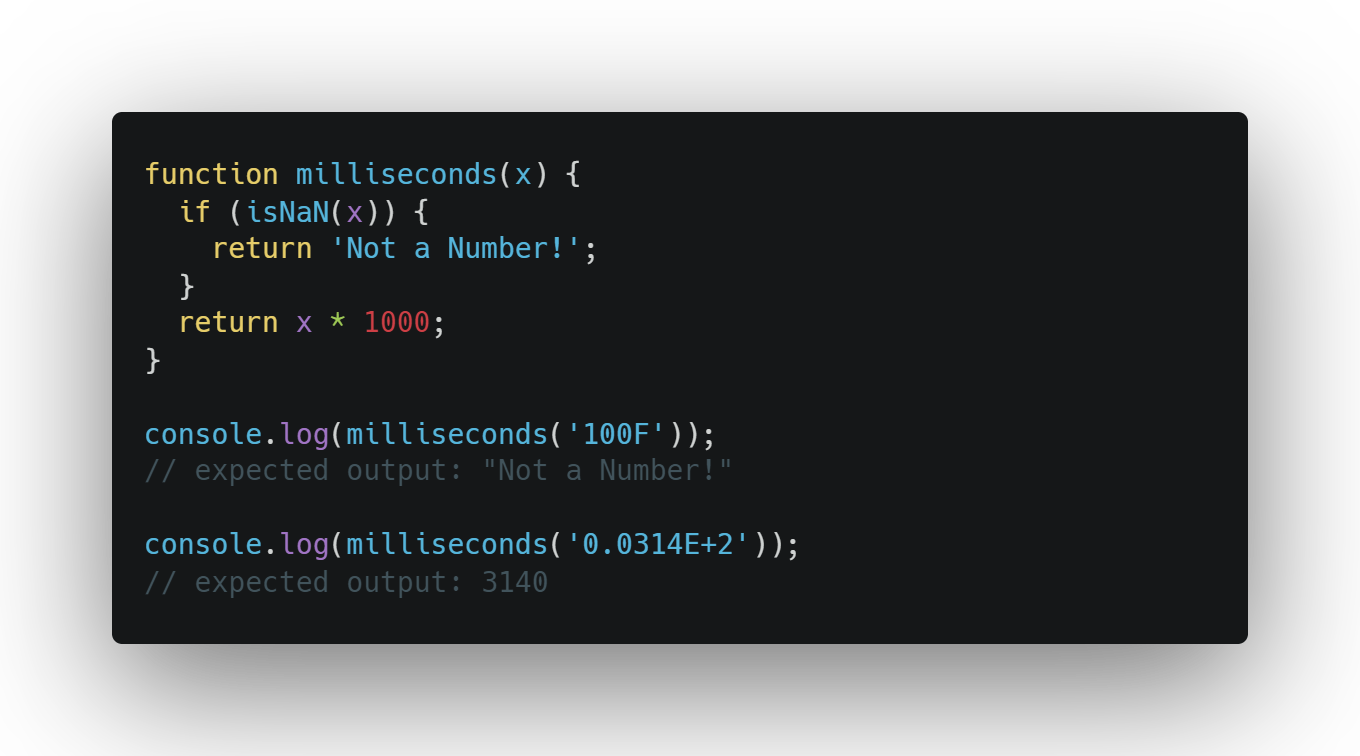 function milliseconds(x) {
  if (isNaN(x)) {
    return 'Not a Number!';
  }
  return x * 1000;
}

console.log(milliseconds('100F'));
// expected output: "Not a Number!"

console.log(milliseconds('0.0314E+2'));
// expected output: 3140